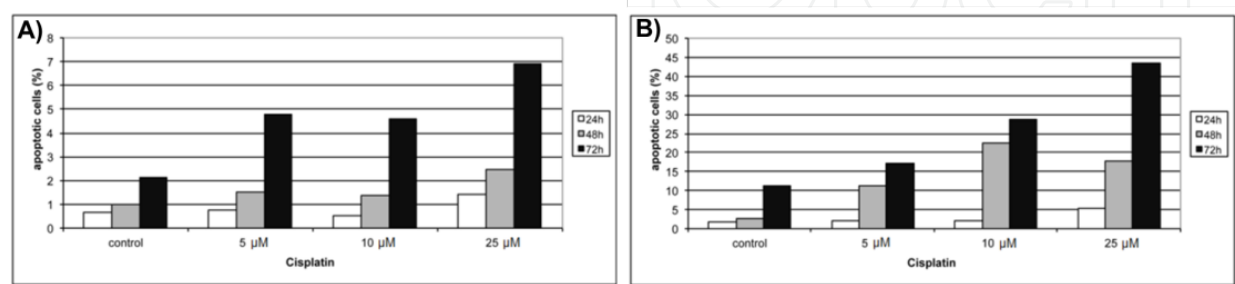 A)
8
7
6
5
4
3
2
1
0
apoptotic cells (%)
control
5 μM
10 μM
25 μM
Cisplatin
24h
48h
72h
B)
50
45
40
35
30
25
20
15
10
5
0
apoptotic cells (%)
control
5 μM
10 μM
25 μM
Cisplatin
24h
48h
72h